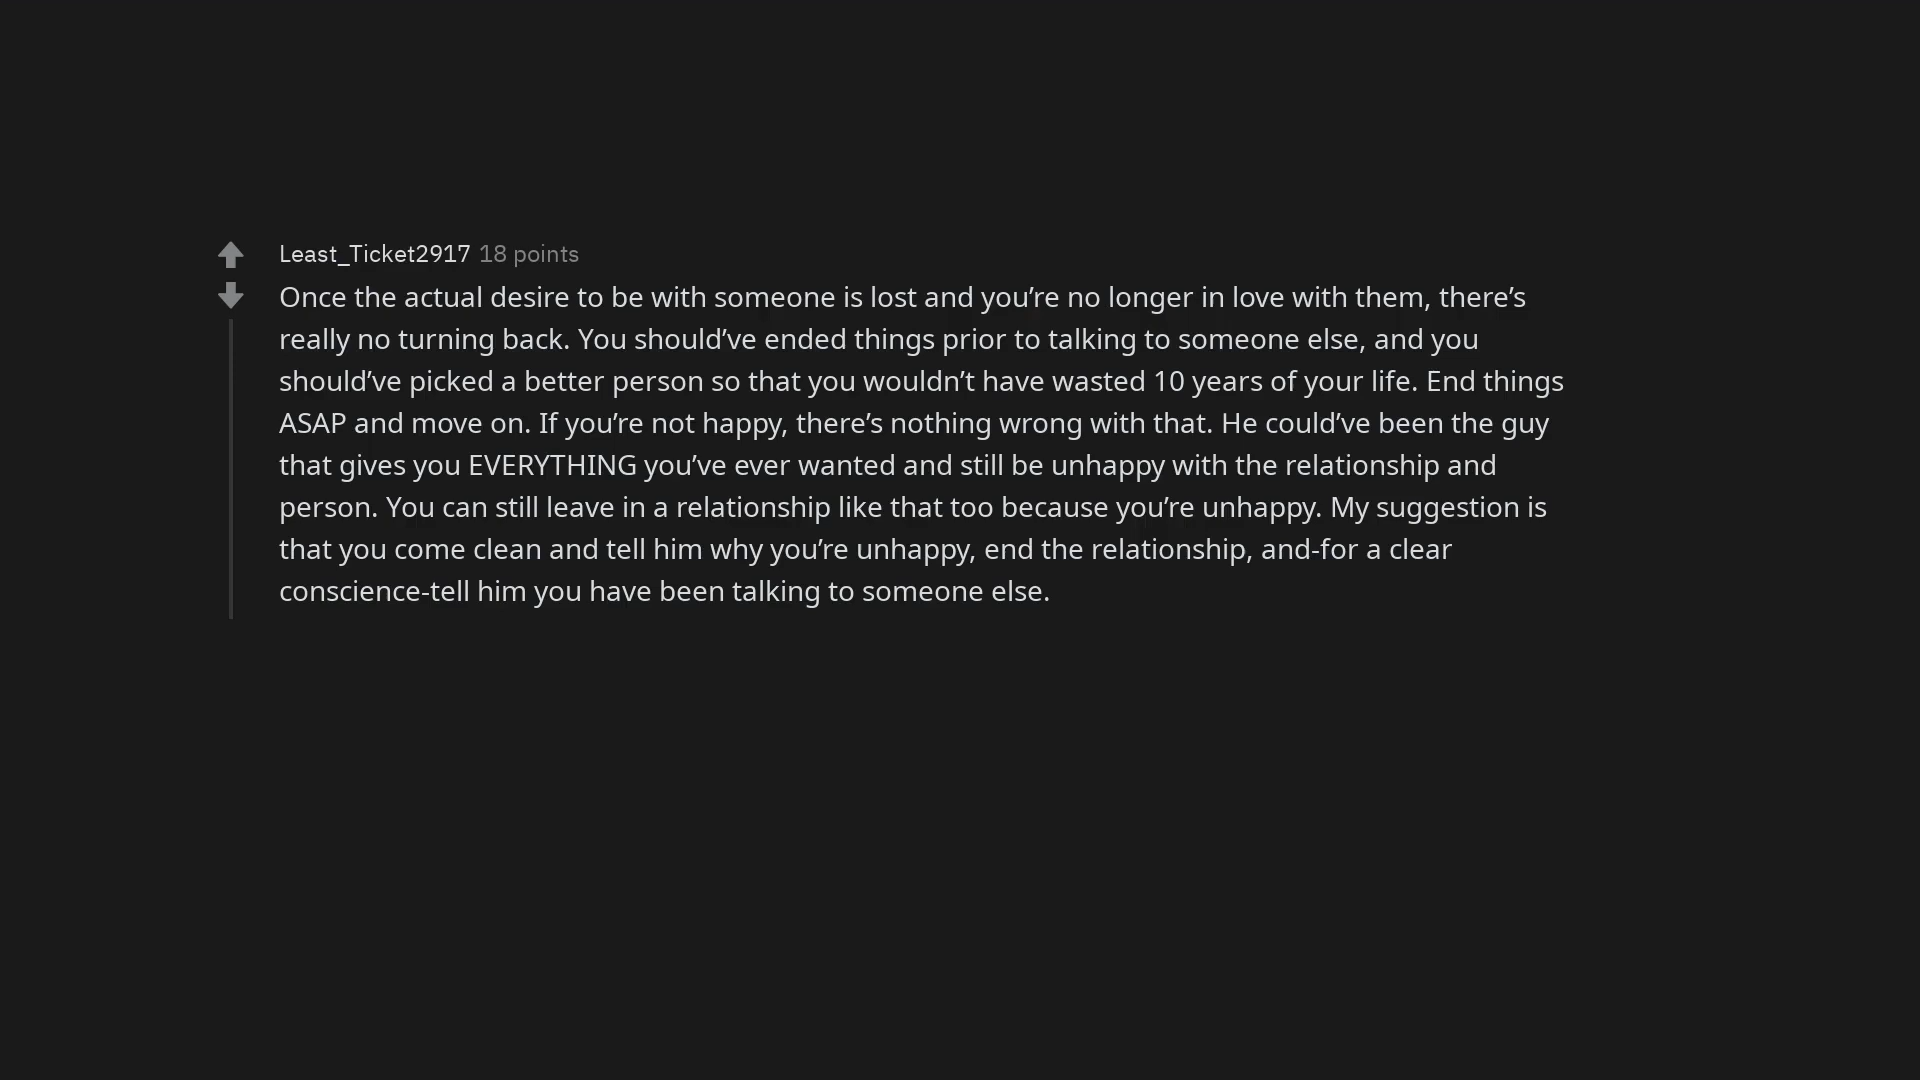 Least_Ticket2917 18 points
Once the actual desire to be with someone is lost and you’re no longer in love with them, there’s
really no turning back. You should’ve ended things prior to talking to someone else, and you
should’ve picked a better person so that you wouldn’t have wasted 10 years of your life. End things
ASAP and move on. If you’re not happy, there’s nothing wrong with that. He could’ve been the guy
that gives you EVERYTHING you’ve ever wanted and still be unhappy with the relationship and
person. You can still leave in a relationship like that too because you’re unhappy. My suggestion is
that you come clean and tell him why you’re unhappy, end the relationship, and-for a clear
conscience-tell him you have been talking to someone else.